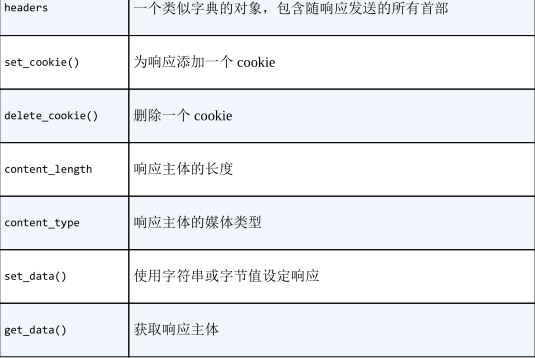 headers 一个类似字典的对象，包含随响应发送的所有首部
set_cookie() 为响应添加一个 cookie
delete_cookie() 删除一个 cookie
content_length 响应主体的长度
content_type 响应主体的媒体类型
set_data() 使用字符串或字节值设定响应
get_data() 获取响应主体